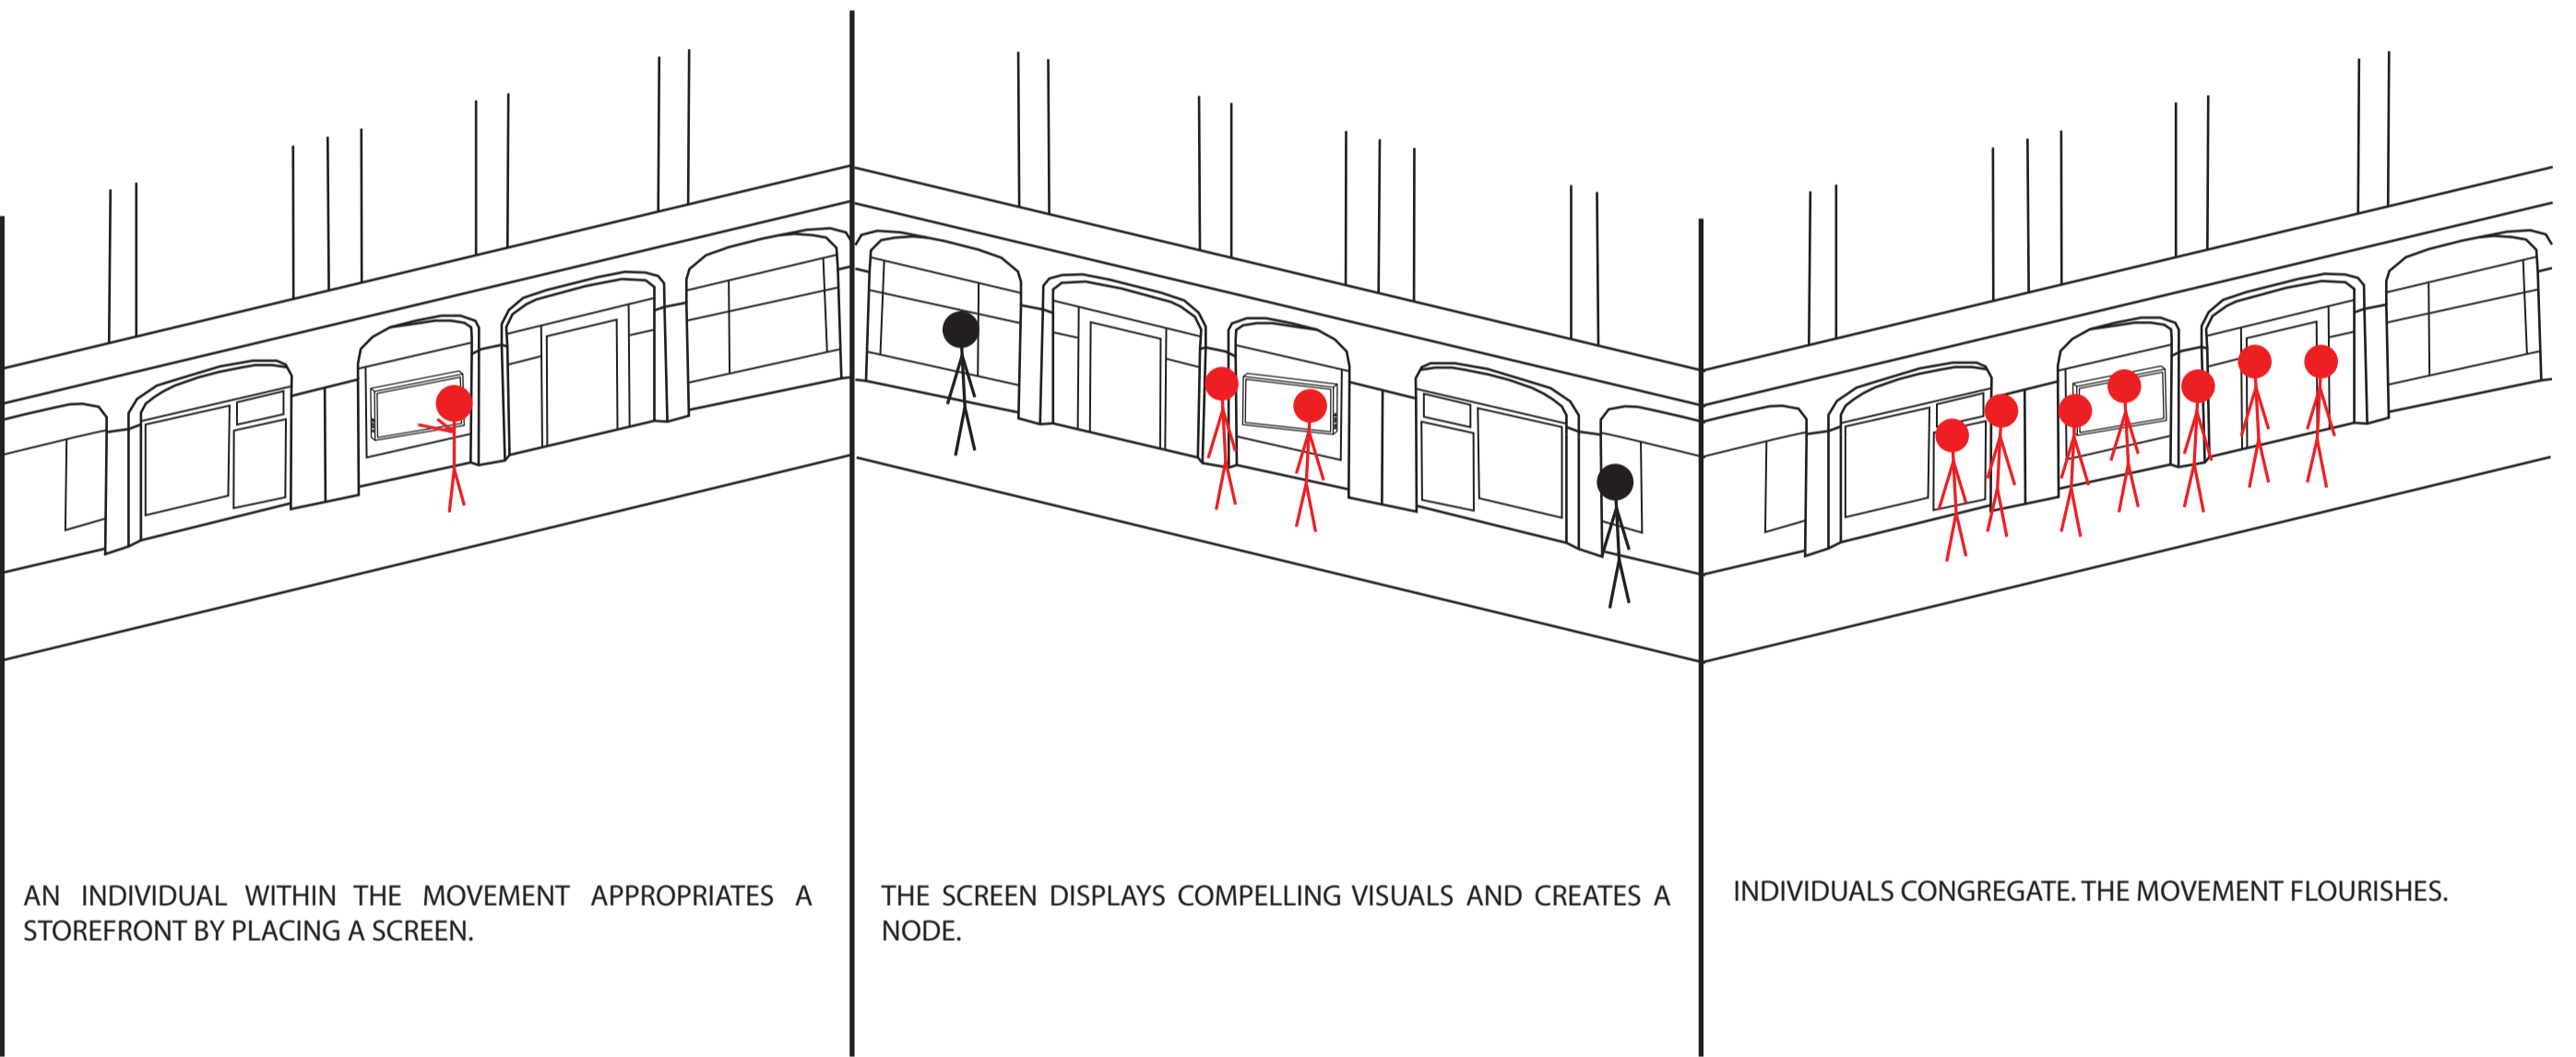 AN INDIVIDUAL WITHIN THE MOVEMENT APPROPRIATES A
STOREFRONT BY PLACING A SCREEN.
THE SCREEN DISPLAYS COMPELLING VISUALS AND CREATES A
NODE.
INDIVIDUALS CONGREGATE. THE MOVEMENT FLOURISHES.